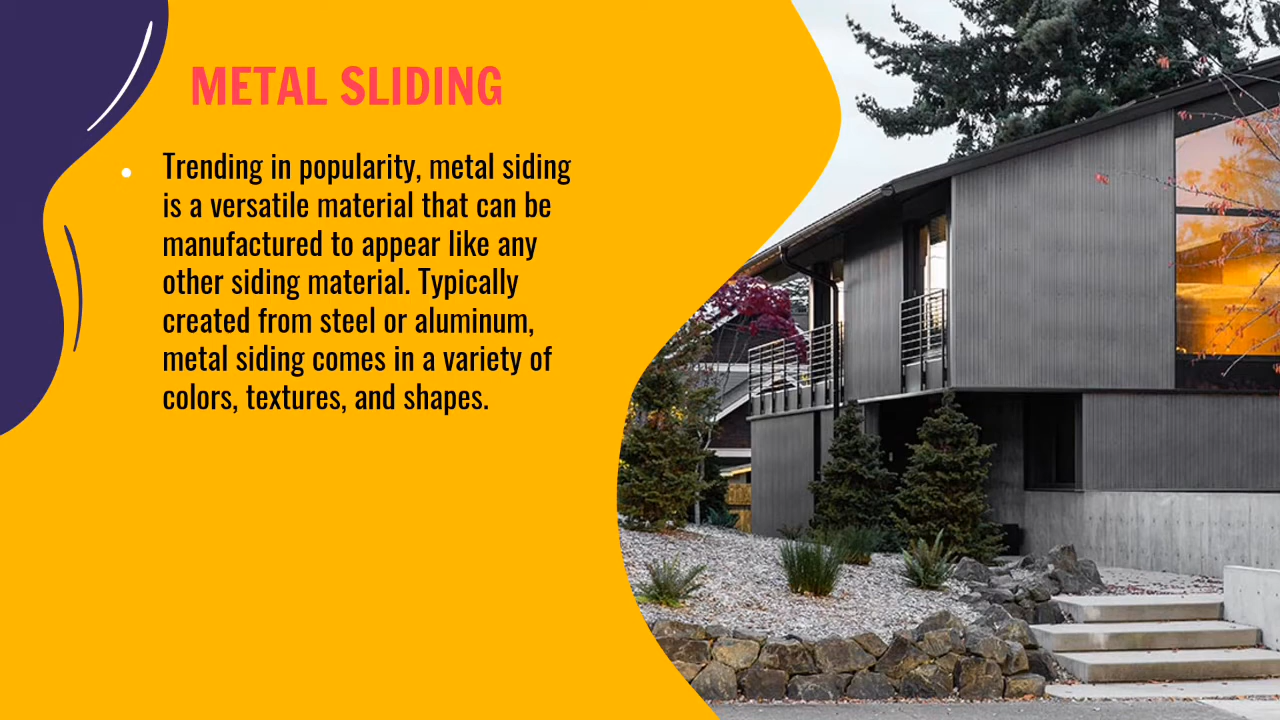 METAL SLIDING
Trending in popularity, metal siding
is a versatile material that can be
manufactured to appear like any
other siding material. Typically
created from steel or aluminum,
metal siding comes in a variety of
colors, textures, and shapes.